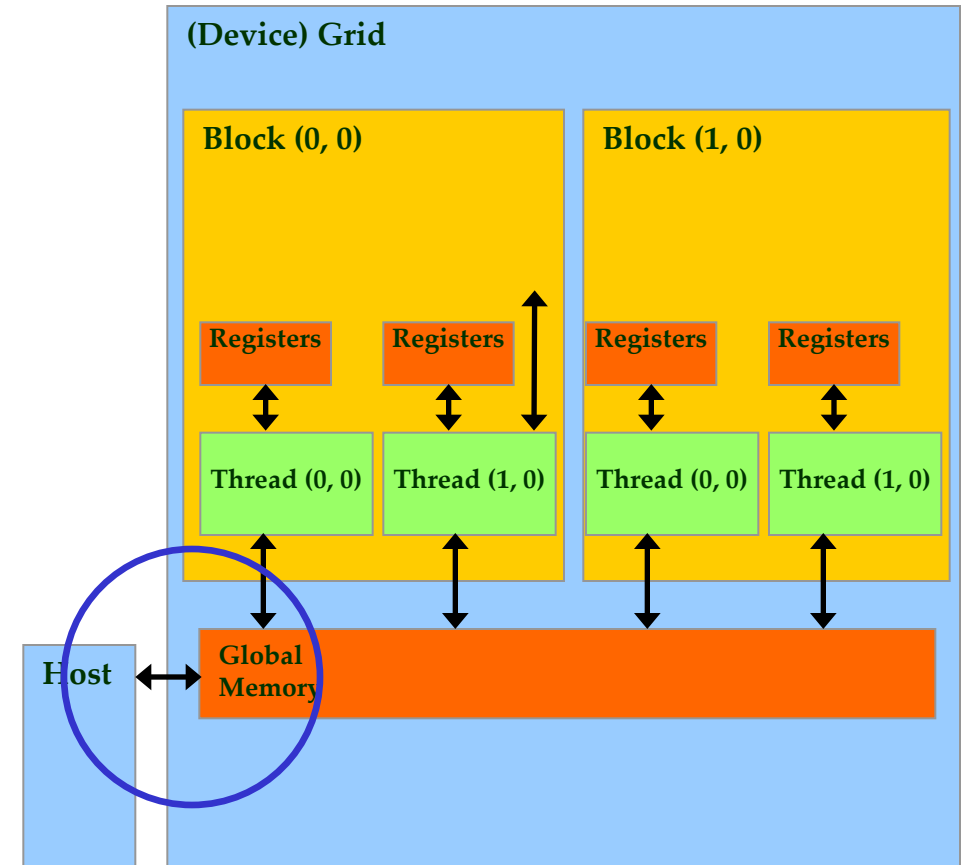 (Device) Grid
Block (0, 0)
Block (1, 0)
Registers
Registers
Registers
Registers
Thread (0, 0)
Thread (1, 0)
Thread (0, 0)
Thread (1, 0)
Host
Global
Memory